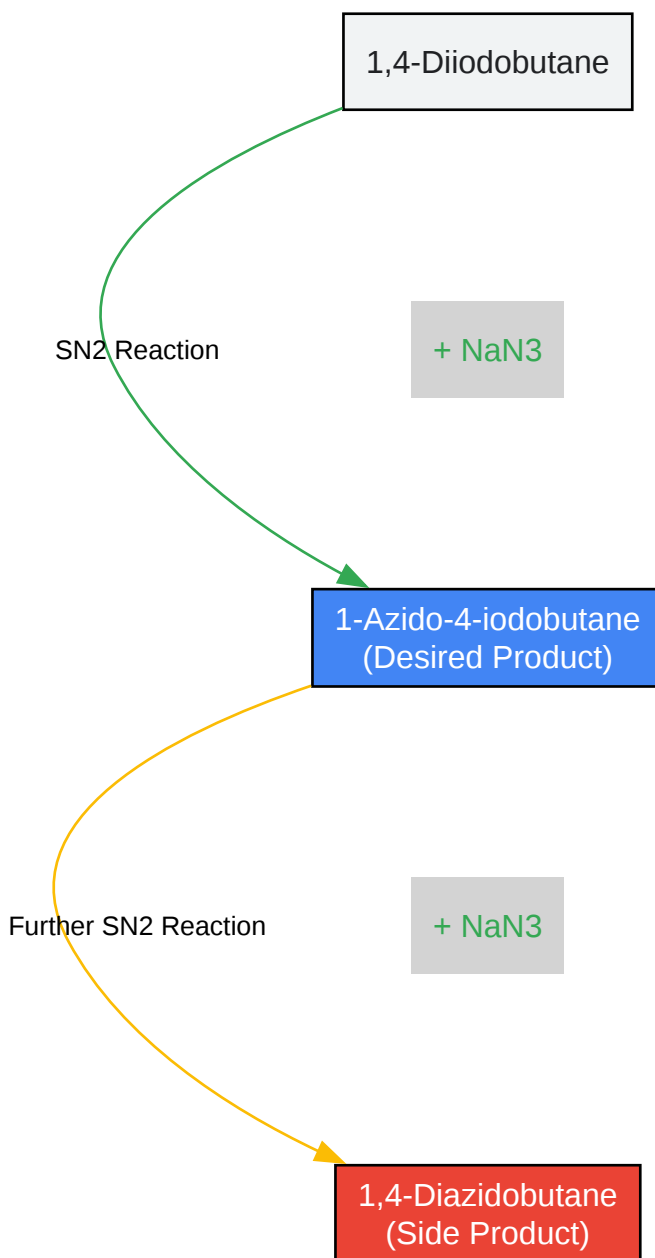 1,4-Diiodobutane
SN2 Reaction
+ NaN3
1-Azido-4-iodobutane
(Desired Product)
Further SN2 Reaction
+ NaN3
1,4-Diazidobutane
(Side Product)